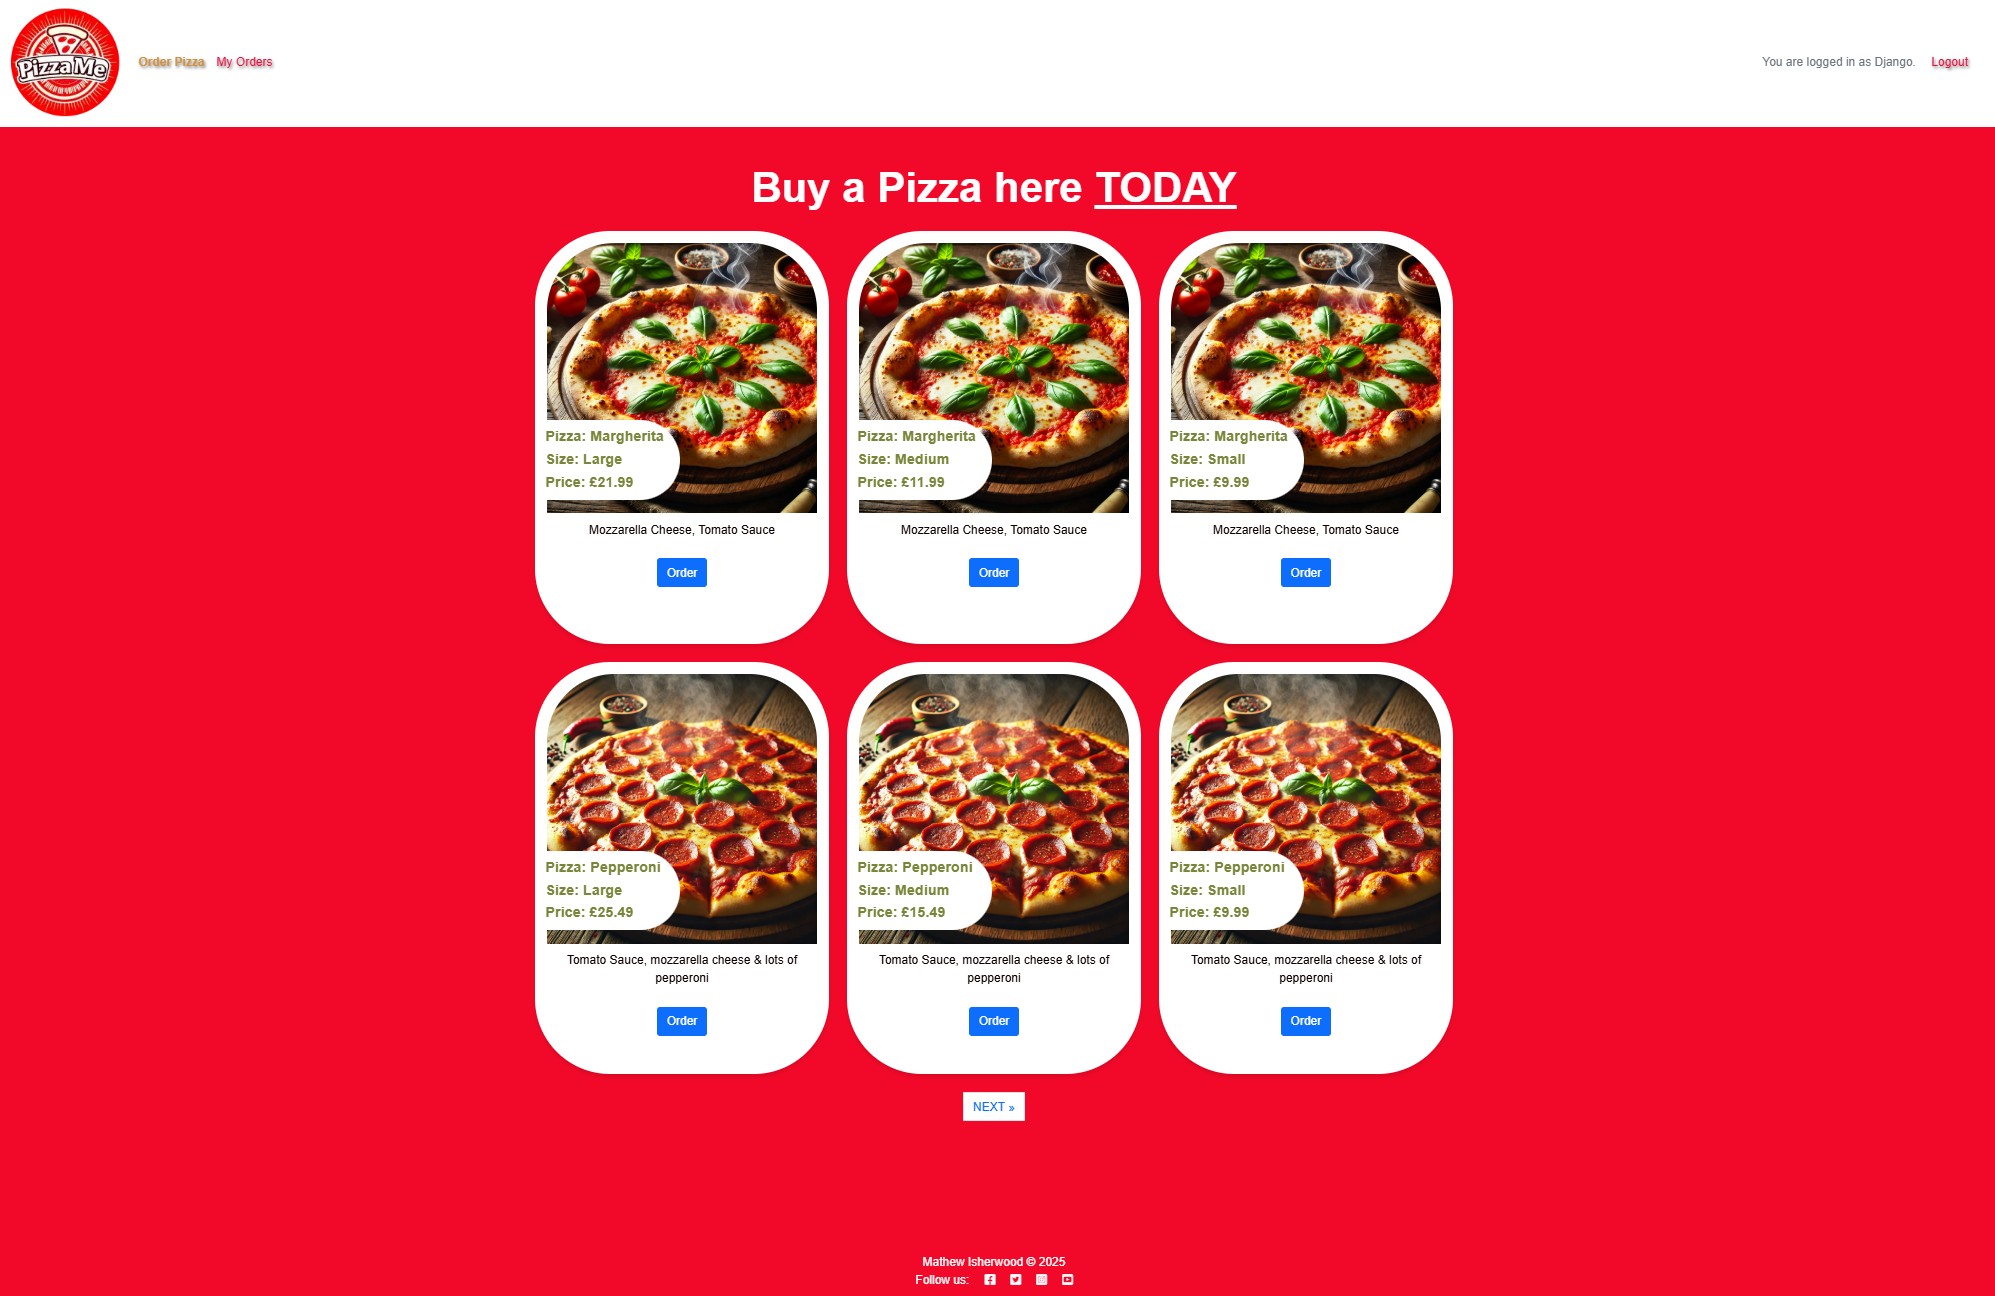 PizzaMe
Order Pizza My Orders
You are logged in as Django. Logout
Buy a Pizza here TODAY
Pizza: Margherita
Size: Large
Price: £21.99
Mozzarella Cheese, Tomato Sauce
Order
Pizza: Margherita
Size: Medium
Price: £11.99
Mozzarella Cheese, Tomato Sauce
Order
Pizza: Margherita
Size: Small
Price: £9.99
Mozzarella Cheese, Tomato Sauce
Order
Pizza: Pepperoni
Size: Large
Price: £25.49
Tomato Sauce, mozzarella cheese & lots of
pepperoni
Order
Pizza: Pepperoni
Size: Medium
Price: £15.49
Tomato Sauce, mozzarella cheese & lots of
pepperoni
Order
Pizza: Pepperoni
Size: Small
Price: £9.99
Tomato Sauce, mozzarella cheese & lots of
pepperoni
Order
NEXT »
Mathew Isherwood © 2025
Follow us: